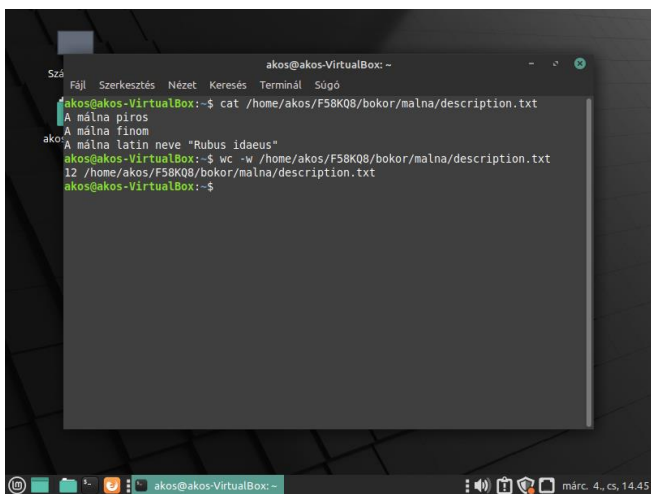 akos@akos-VirtualBox: ~
Szá
Fájl Szerkesztés Nézet Keresés Terminál Súgó
akos@akos-VirtualBox:~$ cat /home/akos/F58KQ8/bokor/malna/description.txt
A málna piros
A málna finom
akos
A málna latin neve "Rubus idaeus"
akos@akos-VirtualBox:~$ wc -w /home/akos/F58KQ8/bokor/malna/description.txt
12 /home/akos/F58KQ8/bokor/malna/description.txt
akos@akos-VirtualBox:~$
akos@akos-VirtualBox: ~
márc. 4., cs, 14.45